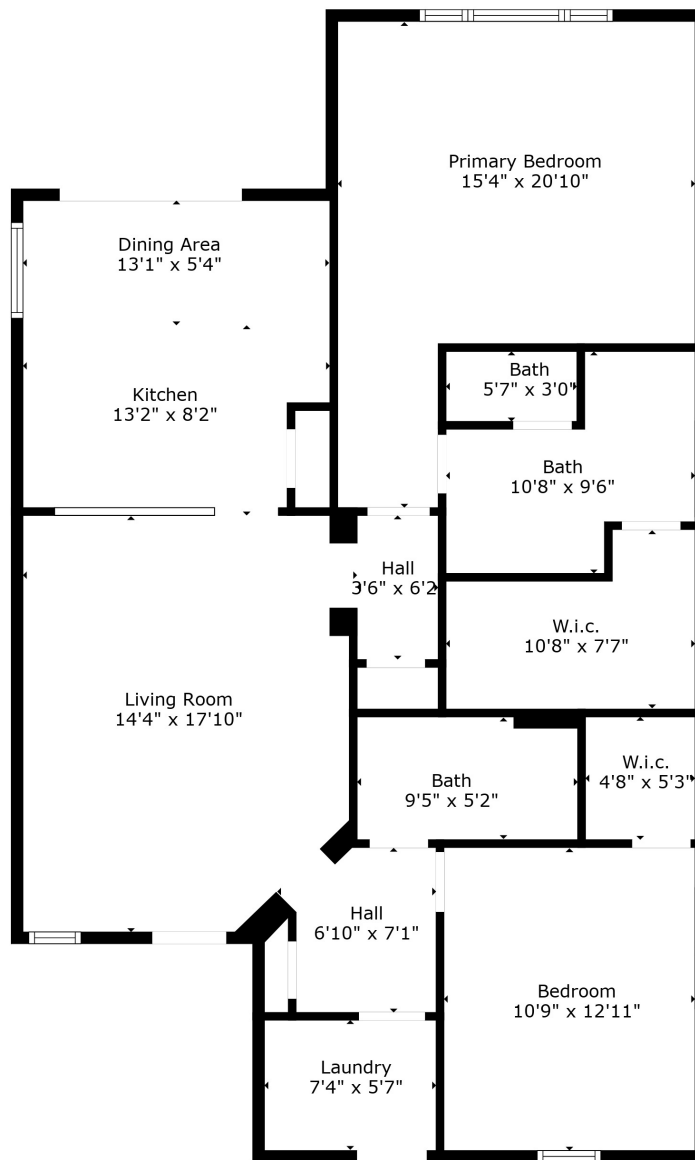 Primary Bedroom
15'4" x 20'10"
Dining Area
13'1" x 5'4"
Kitchen
13'2" x 8'2"
Bath
5'7" x 3'0"
Bath
10'8" x 9'6"
Hall
3'6" x 6'2
W.i.c.
10'8" x 7'7"
Living Room
14'4" x 17'10"
Bath
9'5" x 5'2"
W.i.c.
4'8" x 5'3"
Hall
6'10" x 7'1"
Bedroom
10'9" x 12'11"
Laundry
7'4" x 5'7"